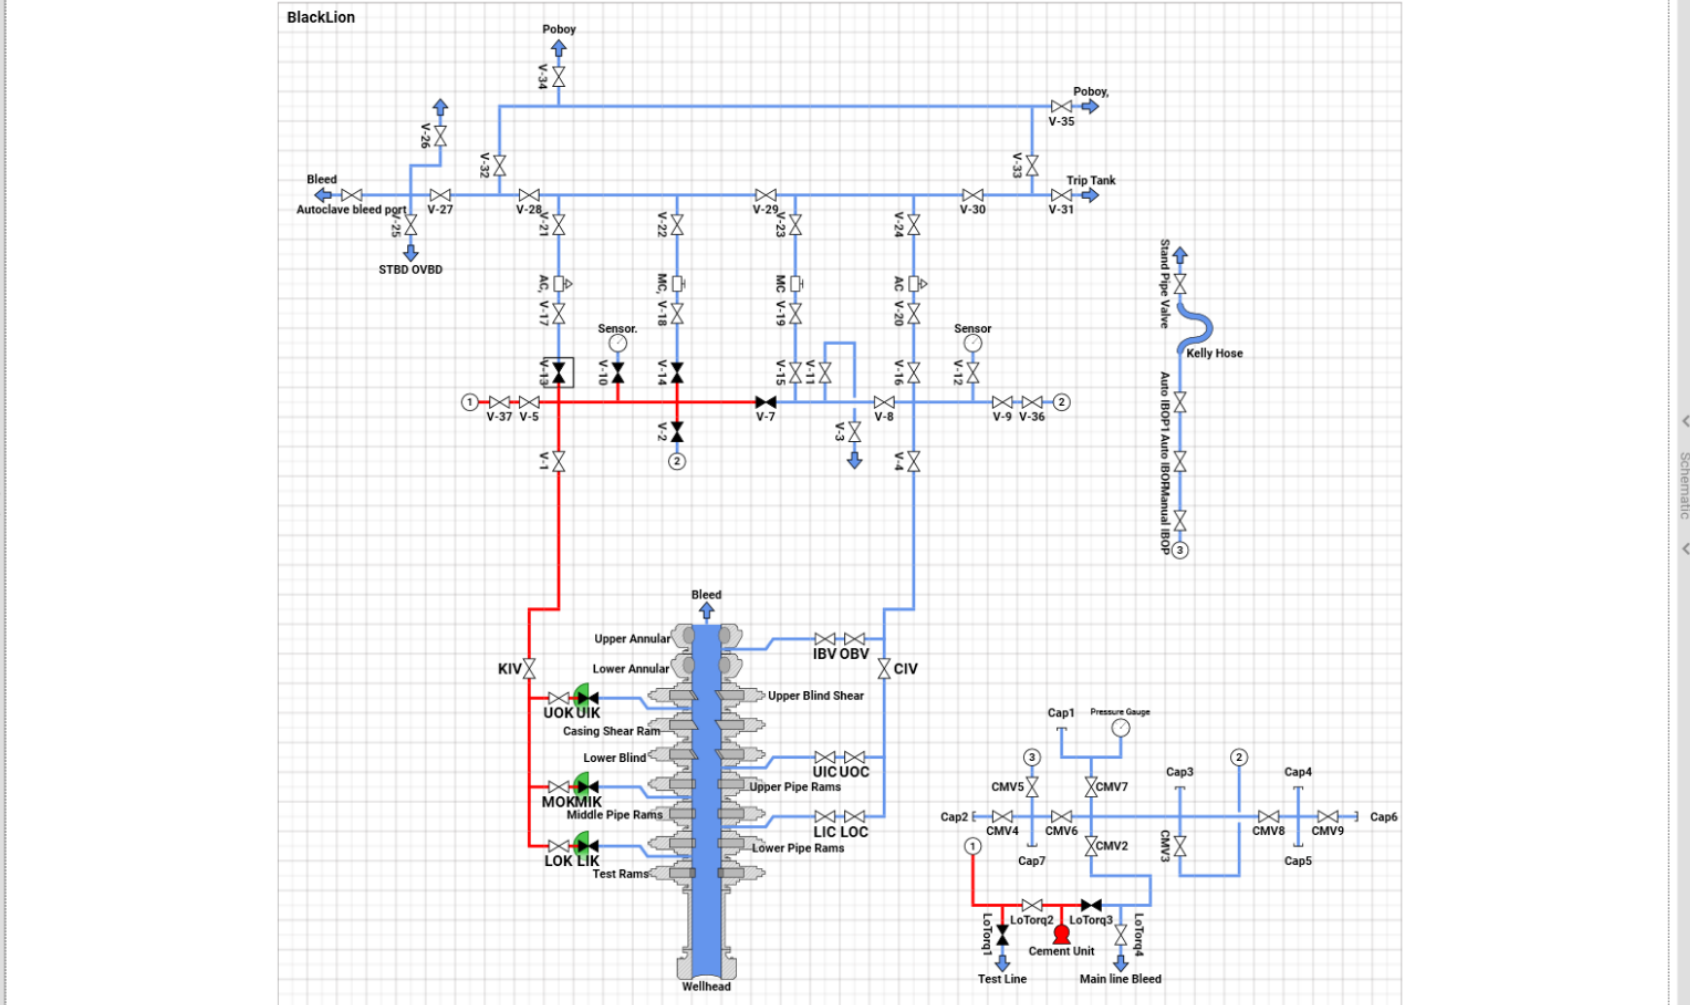 BlackLion
Poboy
V-34
Poboy,
V-35
V-26
V-32
V-33
Bleed
Trip Tank
Autoclave bleed port
V-27
V-28
V-29
V-30
V-31
V-25
V-21
V-22
V-23
V-24
STBD OVBD
Stand Pipe Valve
AC,
MC,
MC
AC
V-17
V-18
V-19
V-20
Sensor.
Sensor
Kelly Hose
V-13
V-10
V-14
V-15
V-11
V-16
V-12
Auto IBOP1
1
V-37
V-5
V-7
V-8
V-9
V-36
2
V-2
V-3
2
V-1
V-4
Auto IBOP
Manual IBOP
3
Bleed
Upper Annular
IBV OBV
Lower Annular
KIV
CIV
Upper Blind Shear
UOK UIK
Casing Shear Ram
Lower Blind
UIC UOC
Upper Pipe Rams
MOK MIK
Middle Pipe Rams
LIC LOC
Lower Pipe Rams
LOK LIK
Test Rams
Wellhead
Cap1
Pressure Gauge
3
2
CMV5
CMV7
Cap3
Cap4
Cap2
CMV4
CMV6
CMV8
CMV9
Cap6
1
Cap7
CMV2
CMV3
Cap5
LoTorq1
LoTorq2
LoTorq3
LoTorq4
Cement Unit
Test Line
Main line Bleed
Schematic